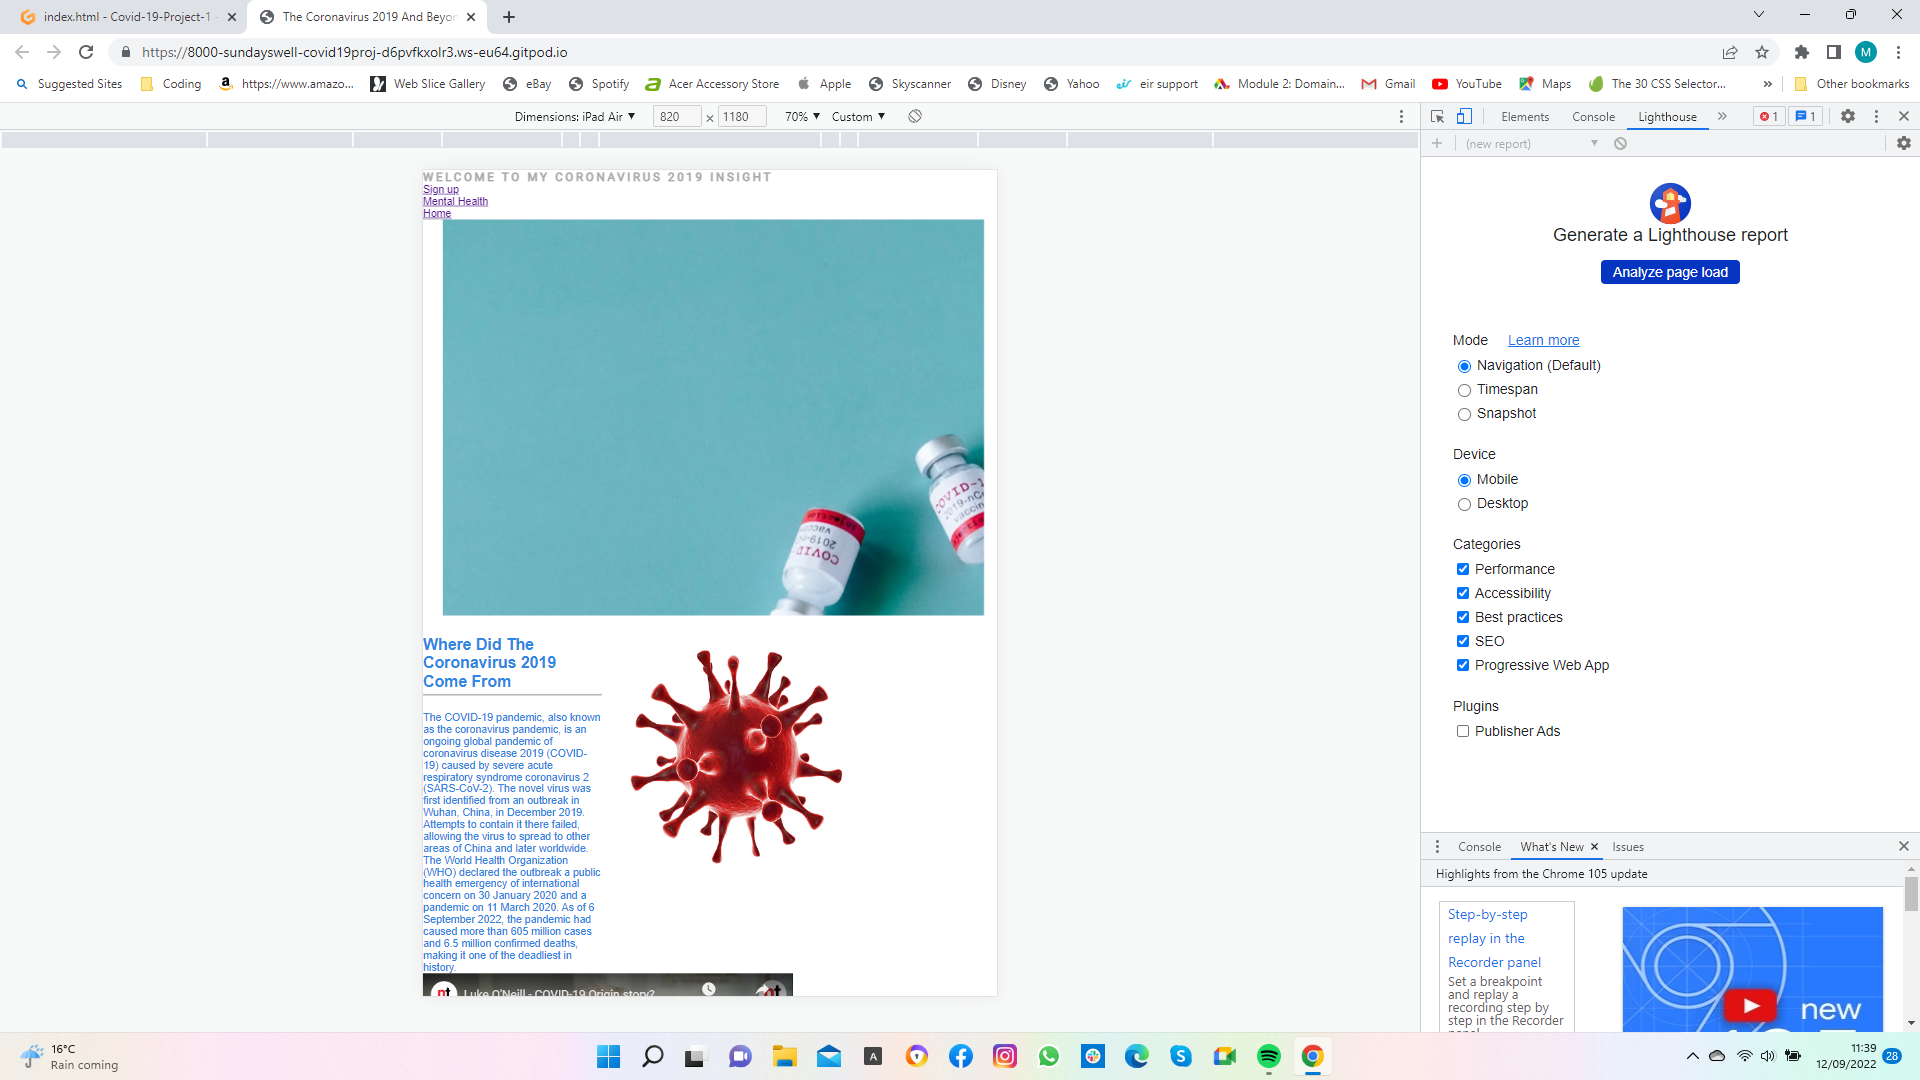 index.html - Covid-19-Project-1
The Coronavirus 2019 And Beyon
https://8000-sundayswell-covid19proj-d6pvfkxolr3.ws-eu64.gitpod.io
M
Suggested Sites
Coding
https://www.amazo...
Web Slice Gallery
eBay
Spotify
Acer Accessory Store
Apple
Skyscanner
Disney
Yahoo
eir support
Module 2: Domain...
Gmail
YouTube
Maps
The 30 CSS Selector...
»
Other bookmarks
Dimensions: iPad Air ▼ 820 × 1180 70% ▼ Custom ▼
Elements
Console
Lighthouse
»
1
1
(new report)
WELCOME TO MY CORONAVIRUS 2019 INSIGHT
Sign up
Mental Health
Home
COVID-1
2019-nC
vaccin
vaccine
2019-nC
COVID-
Where Did The
Coronavirus 2019
Come From
The COVID-19 pandemic, also known
as the coronavirus pandemic, is an
ongoing global pandemic of
coronavirus disease 2019 (COVID-
19) caused by severe acute
respiratory syndrome coronavirus 2
(SARS-CoV-2). The novel virus was
first identified from an outbreak in
Wuhan, China, in December 2019.
Attempts to contain it there failed,
allowing the virus to spread to other
areas of China and later worldwide.
The World Health Organization
(WHO) declared the outbreak a public
health emergency of international
concern on 30 January 2020 and a
pandemic on 11 March 2020. As of 6
September 2022, the pandemic had
caused more than 605 million cases
and 6.5 million confirmed deaths,
making it one of the deadliest in
history.
nt
Luke O'Neill - COVID-19 Origin story?
Generate a Lighthouse report
Analyze page load
Mode Learn more
Navigation (Default)
Timespan
Snapshot
Device
Mobile
Desktop
Categories
Performance
Accessibility
Best practices
SEO
Progressive Web App
Plugins
Publisher Ads
Console
What's New
Issues
Highlights from the Chrome 105 update
Step-by-step
replay in the
Recorder panel
Set a breakpoint
and replay a
recording step by
step in the Recorder
new
16°C
Rain coming
A
11:39
12/09/2022
28